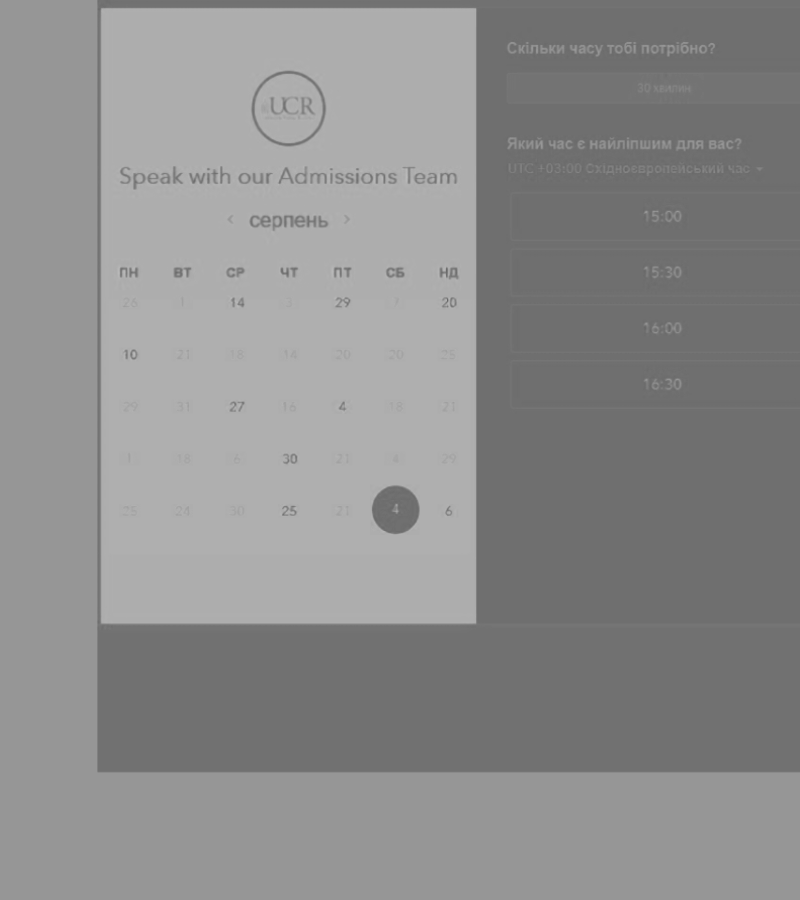 UCR
Speak with our Admissions Team
серпень
ПН ВТ СР ЧТ ПТ СБ НД
26 1 14 29 7 20
10 21 18 14 20 20
29 31 27 16 4 18 21
1 18 6 30 21 4 29
24 30 25 21 4 6
Скільки часу тобі потрібно?
30 хвилин
Який час є найліпшим для вас?
UTC +03:00 Східноєвропейський час
15:00
15:30
16:00
16:30